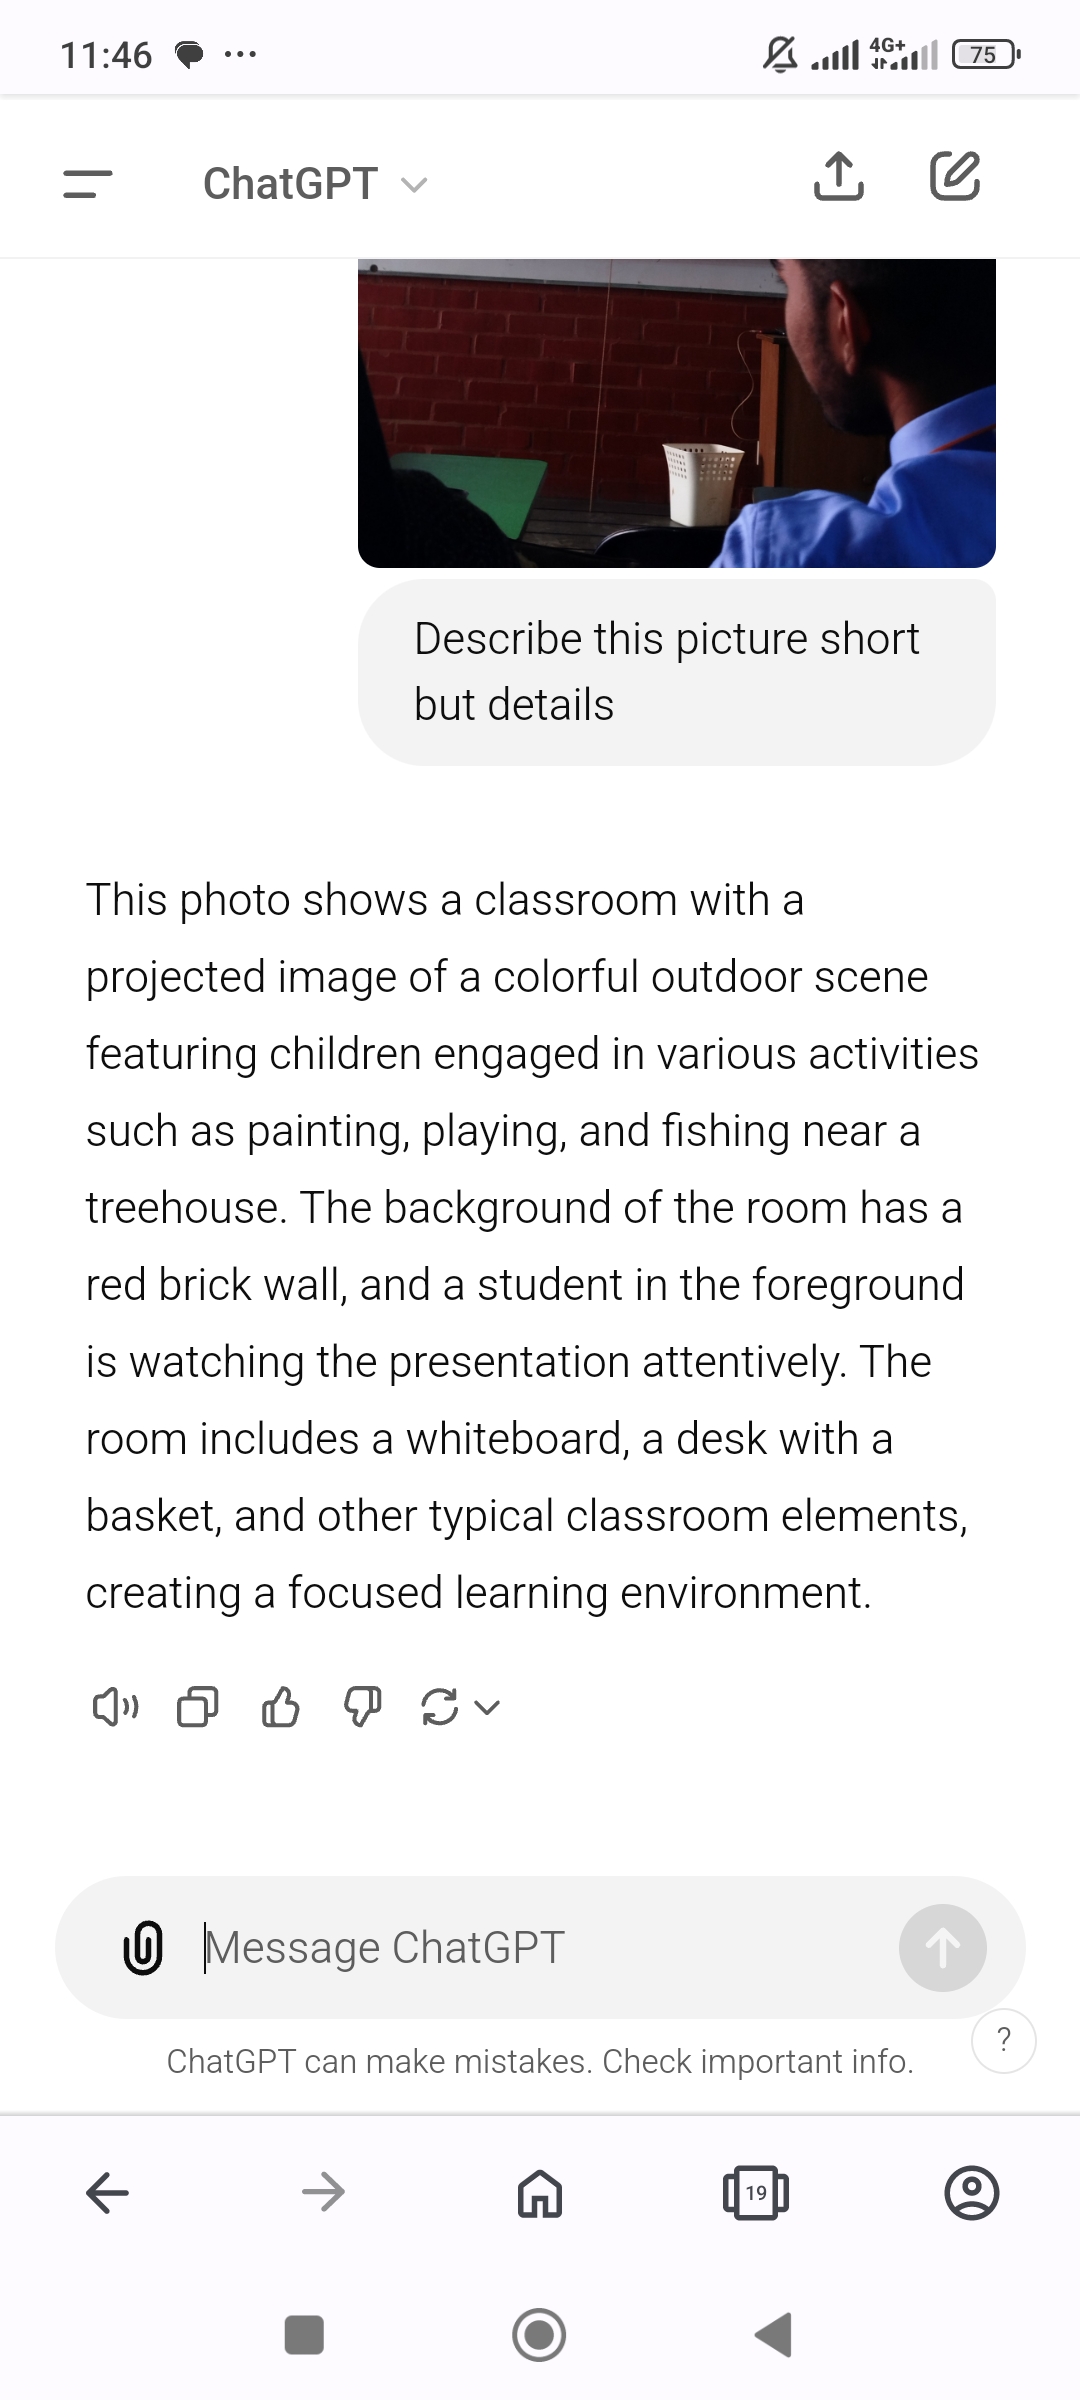 11:46
4G+
75
ChatGPT
Describe this picture short
but details
This photo shows a classroom with a
projected image of a colorful outdoor scene
featuring children engaged in various activities
such as painting, playing, and fishing near a
treehouse. The background of the room has a
red brick wall, and a student in the foreground
is watching the presentation attentively. The
room includes a whiteboard, a desk with a
basket, and other typical classroom elements,
creating a focused learning environment.
Message ChatGPT
?
ChatGPT can make mistakes. Check important info.
19